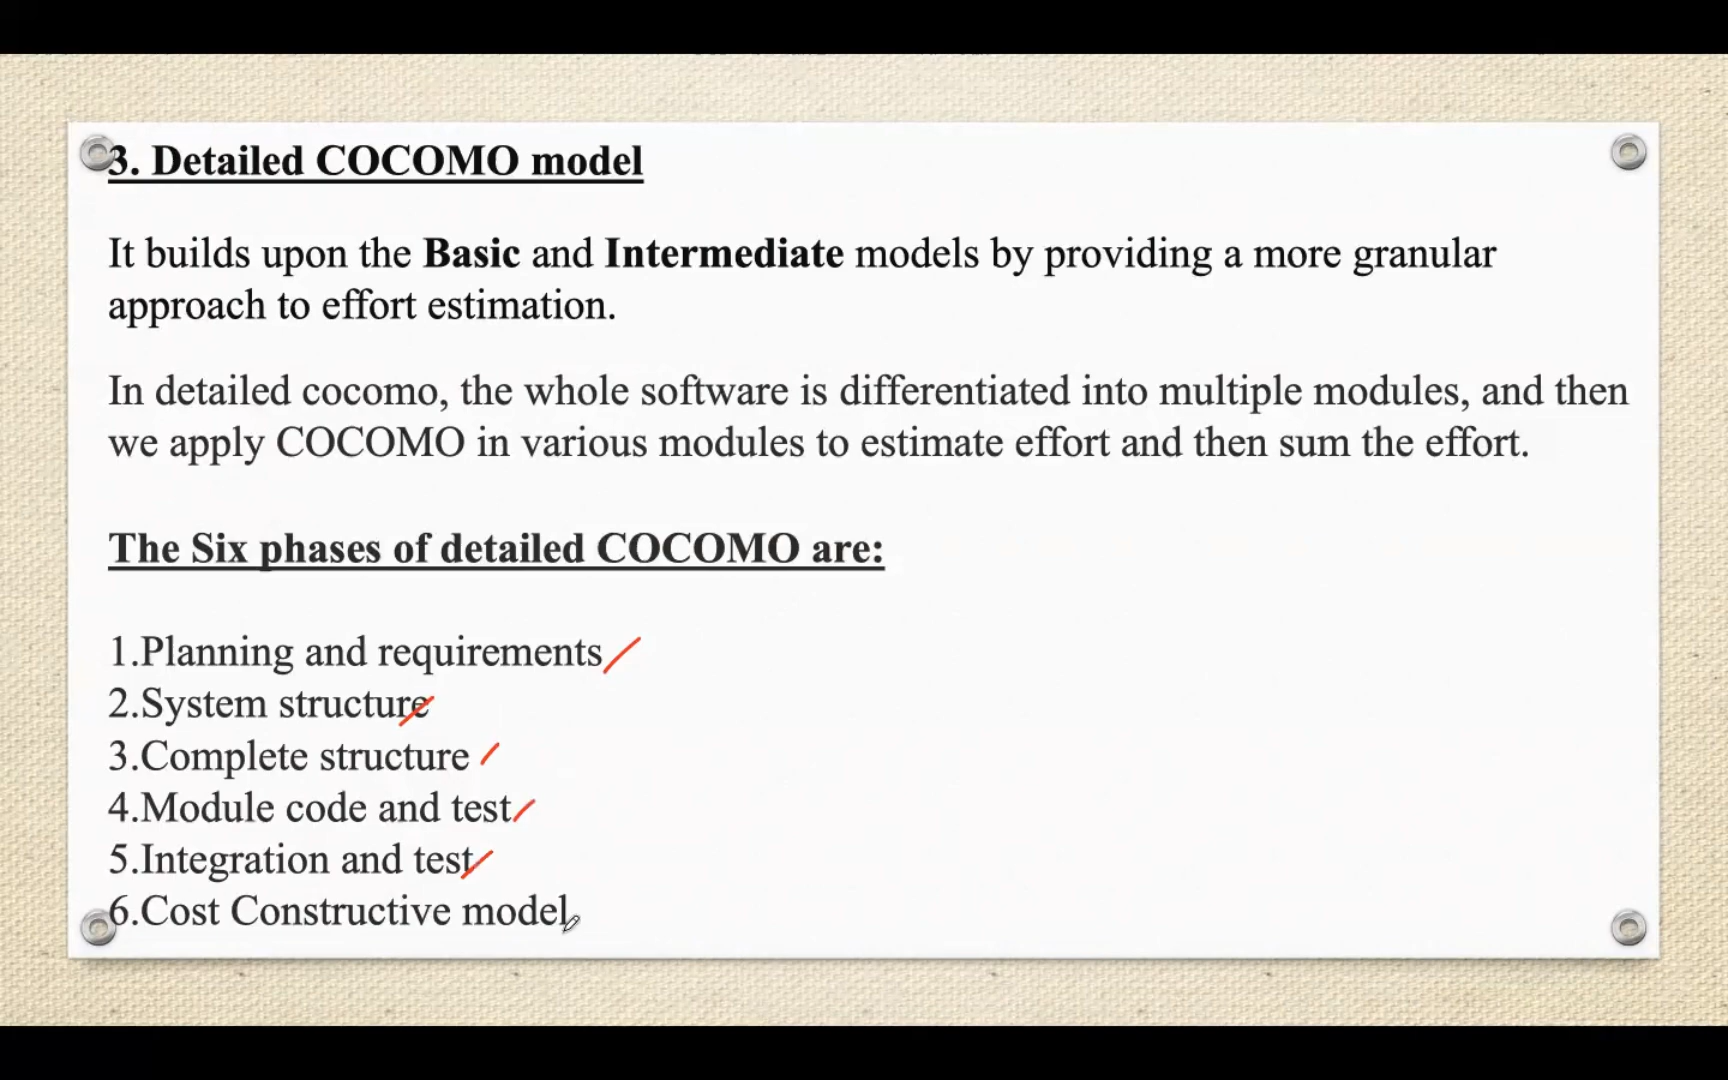 3. Detailed COCOMO model
It builds upon the Basic and Intermediate models by providing a more granular
approach to effort estimation.
In detailed cocomo, the whole software is differentiated into multiple modules, and then
we apply COCOMO in various modules to estimate effort and then sum the effort.
The Six phases of detailed COCOMO are:
1.Planning and requirements
2.System structure
3.Complete structure
4.Module code and test
5.Integration and test
6.Cost Constructive model